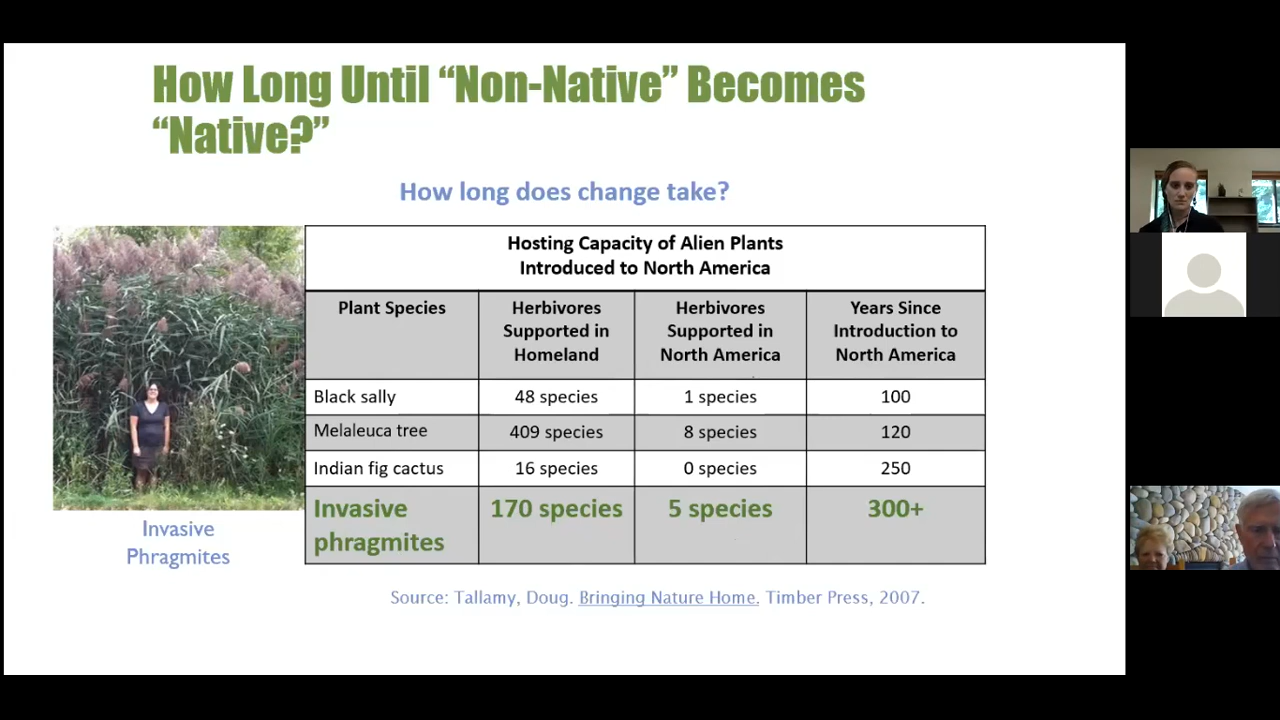 How Long Until “Non-Native” Becomes
“Native?”
How long does change take?
Hosting Capacity of Alien Plants
Introduced to North America
Plant Species
Herbivores
Supported in
Homeland
Herbivores
Supported in
North America
Years Since
Introduction to
North America
Black sally
48 species
1 species
100
Melaleuca tree
409 species
8 species
120
Indian fig cactus
16 species
0 species
250
Invasive
phragmites
170 species
5 species
300+
Invasive
Phragmites
Source: Tallamy, Doug. Bringing Nature Home. Timber Press, 2007.